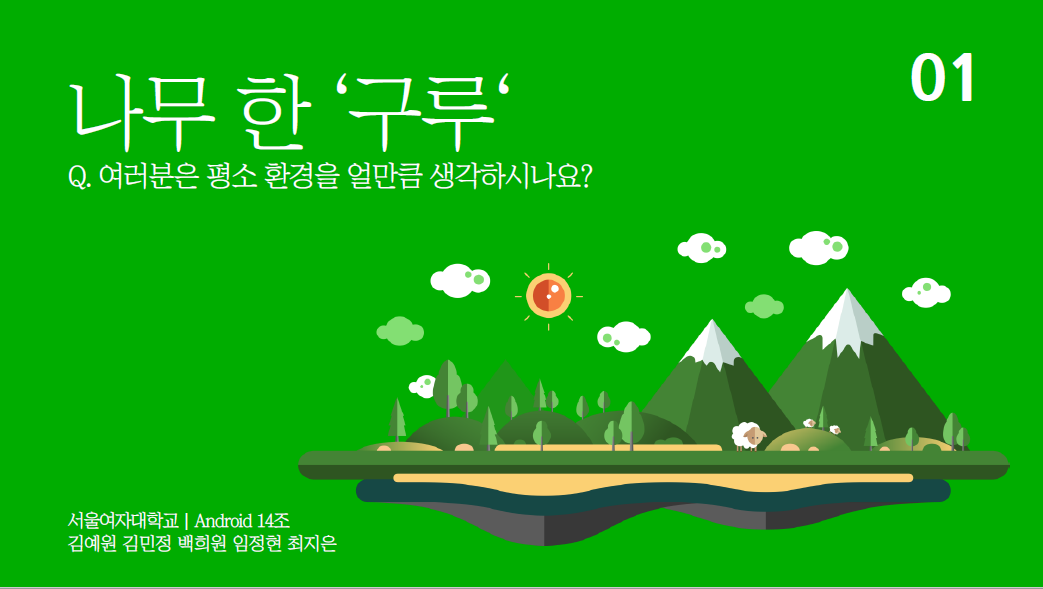 01
나무 한 ‘구루‘
Q. 여러분은 평소 환경을 얼만큼 생각하시나요?
서울여자대학교 | Android 14조
김예원 김민정 백희원 임정현 최지은